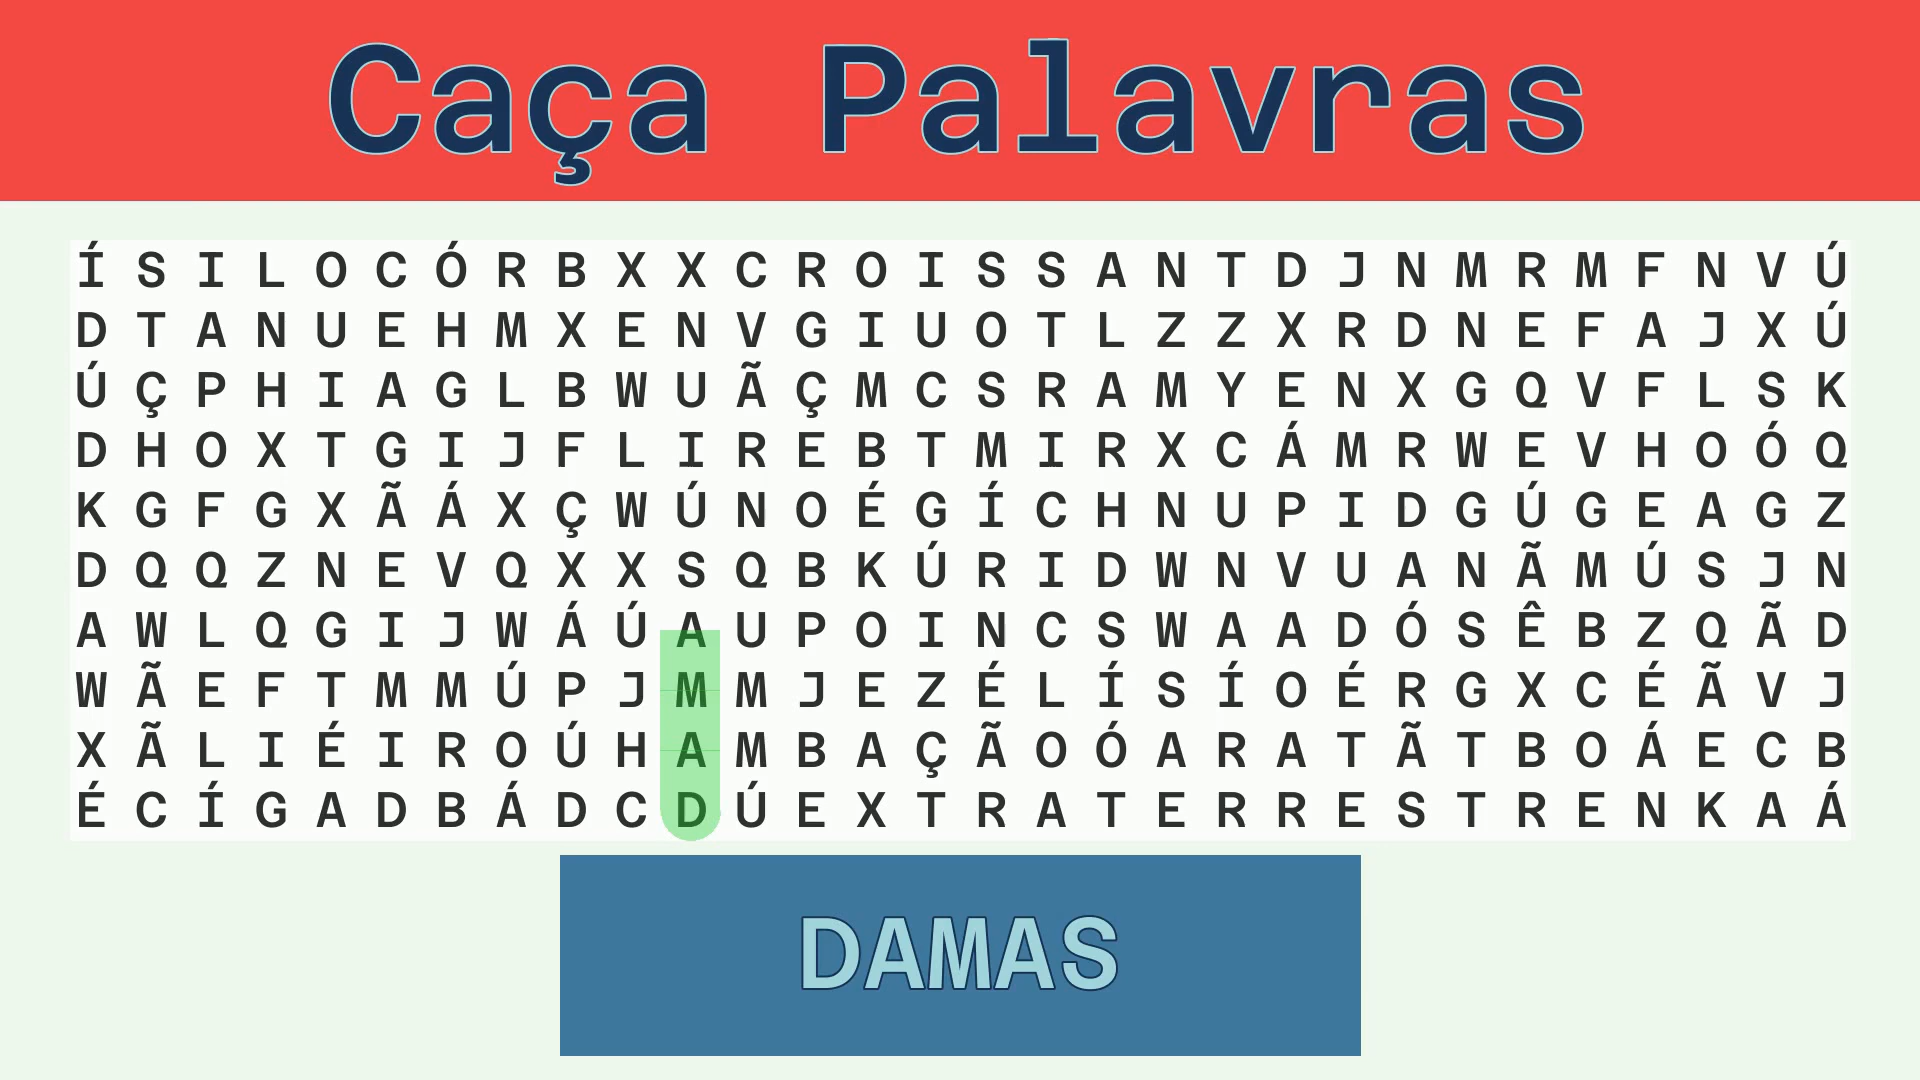 Caça Palavras
Í S I L O C Ó R B X X C R O I S S A N T D J N M R M F N V Ú
D T A N U E H M X E N V G I U O T L Z Z X R D N E F A J X Ú
Ú Ç P H I A G L B W U Ã Ç M C S R A M Y E N X G Q V F L S K
D H O X T G I J F L I R E B T M I R X C Á M R W E V H O Ó Q
K G F G X Ã Á X Ç W Ú N O É G Í C H N U P I D G Ú G E A G Z
D Q Q Z N E V Q X X S Q B K Ú R I D W N V U A N Ã M Ú S J N
A W L Q G I J W Á Ú A U P O I N C S W A A D Ó S Ê B Z Q Ã D
W Ã E F T M M Ú P J M M J E Z É L Í S Í O É R G X C É Ã V J
X Ã L I É I R O Ú H A M B A Ç Ã O Ó A R A T Ã T B O Á E C B
É C Í G A D B Á D C D Ú E X T R A T E R R E S T R E N K A Á
DAMAS